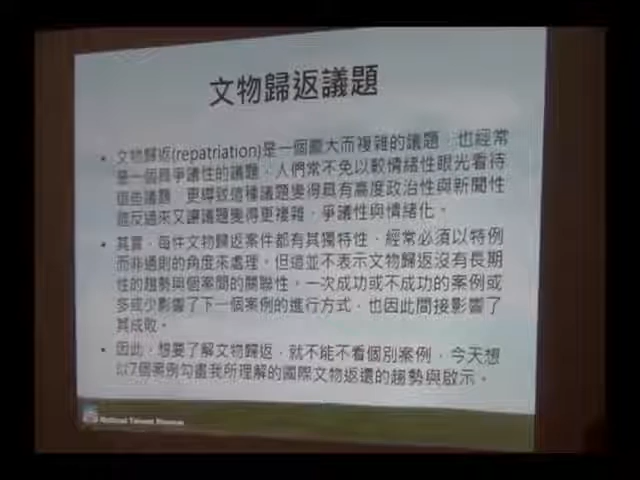 文物歸返議題
• 文物歸返(repatriation)是一個龐大而複雜的議題，也經常
是一個具爭議性的議題，人們常不免以較情緒性眼光看待
這些議題，更導致這種議題變得具有高度政治性與新聞性
這反過來又讓議題變得更複雜、爭議性與情緒化。
• 其實，每件文物歸返案件都有其獨特性，經常必須以特例
而非通則的角度來處理。但這並不表示文物歸返沒有長期
性的趨勢與個案間的關聯性，一次成功或不成功的案例或
多或少影響了下一個案例的進行方式，也因此間接影響了
其成敗。
• 因此，想要了解文物歸返，就不能不看個別案例，今天想
以7個案例勾畫我所理解的國際文物返還的趨勢與啟示。
National Taiwan Museum